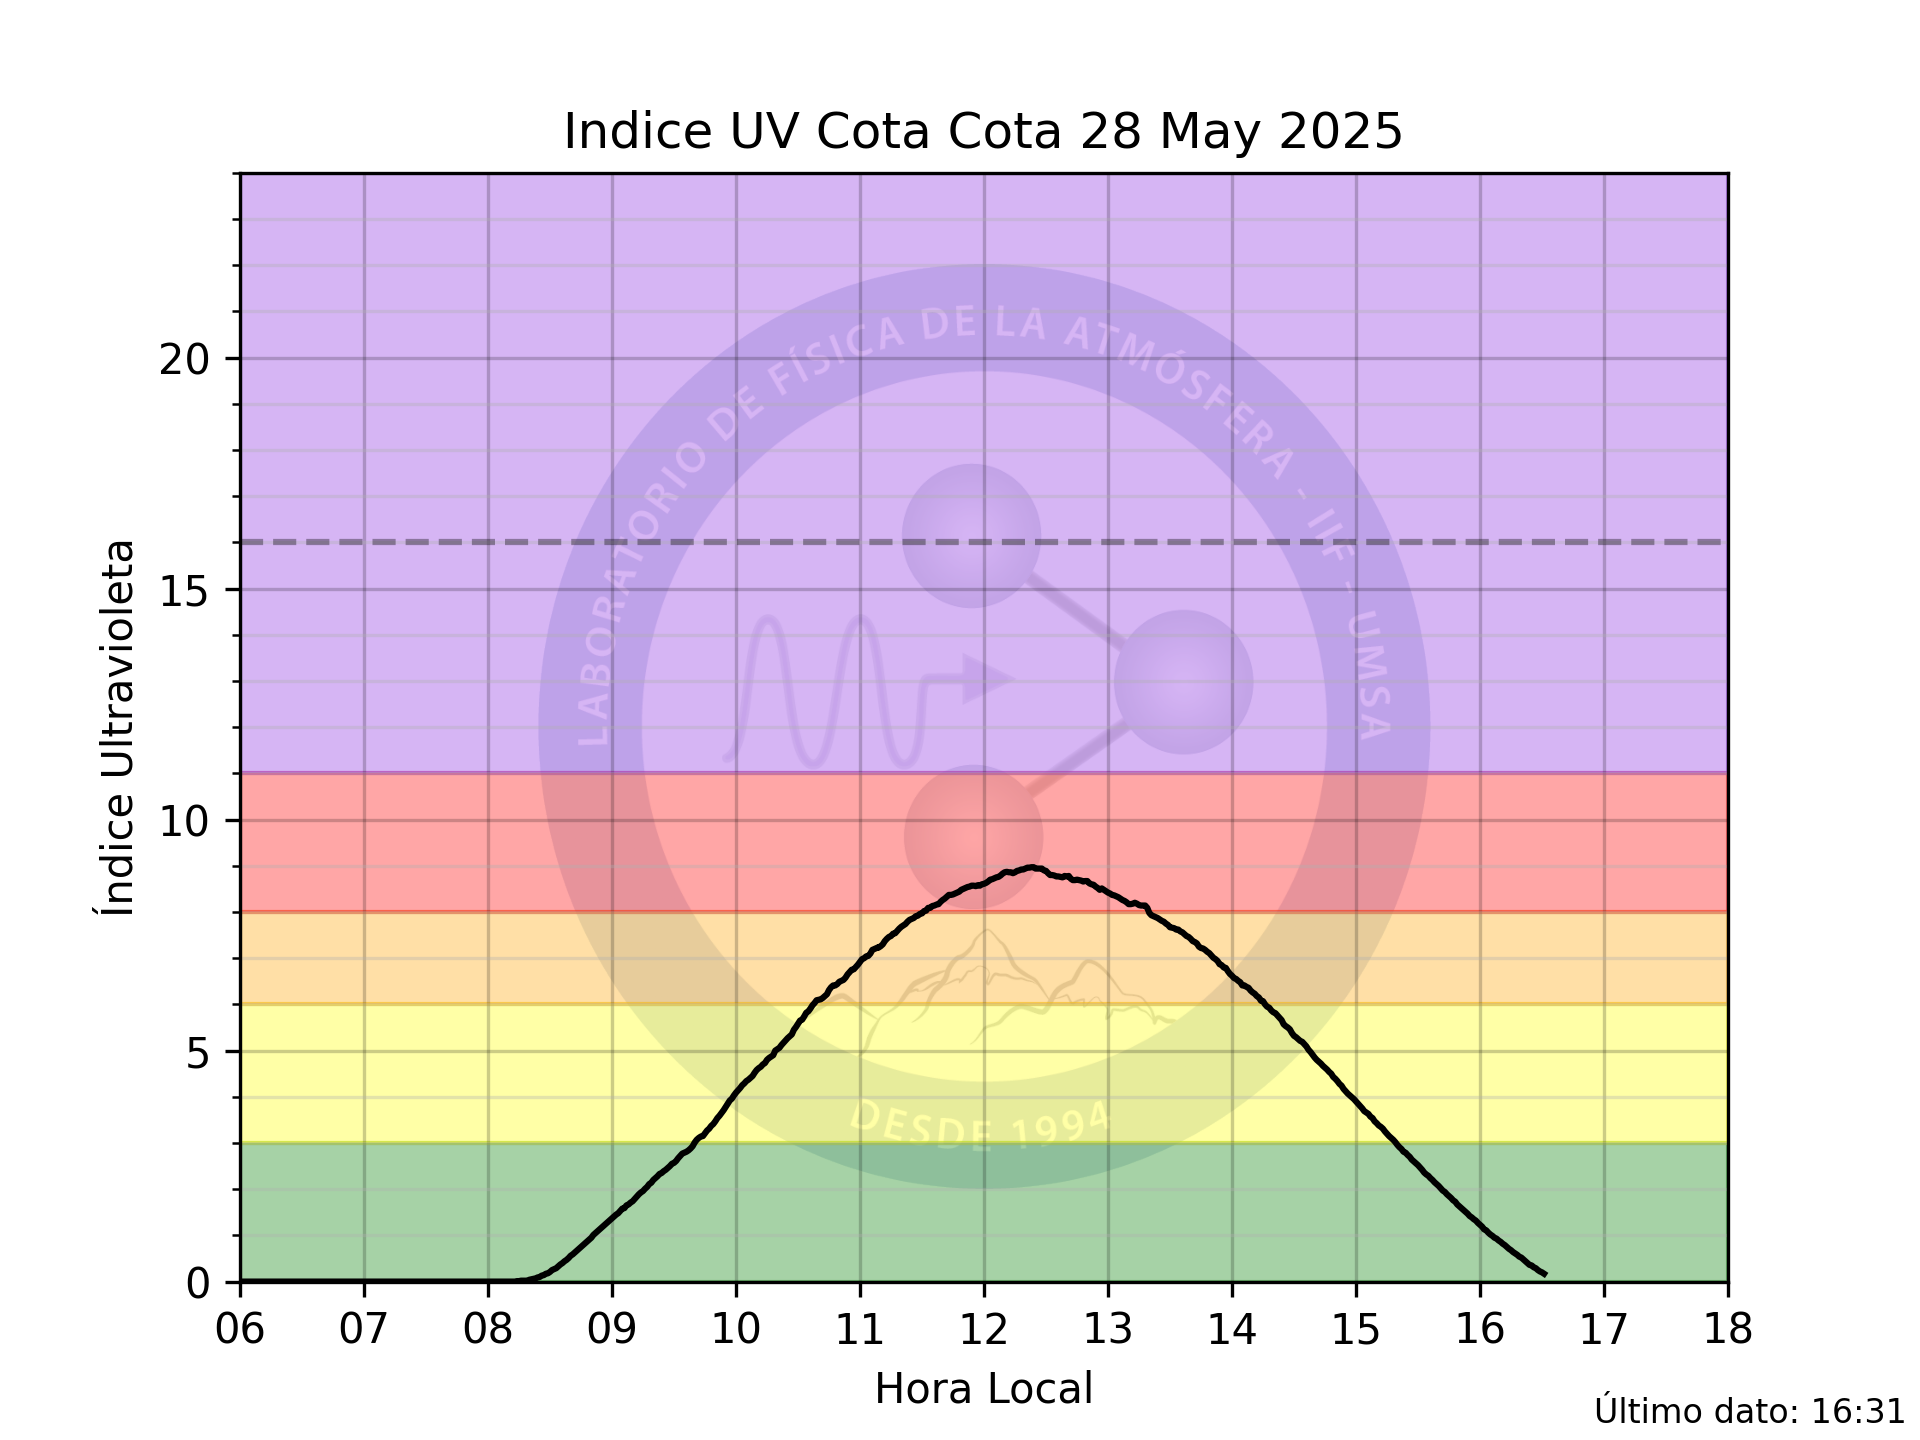 Indice UV Cota Cota 28 May 2025
Índice Ultravioleta
20
15
10
5
0
LABORATORIO DE FÍSICA DE LA ATMÓSFERA - IIF - UMSA
DESDE 1994
06 07 08 09 10 11 12 13 14 15 16 17 18
Hora Local
Último dato: 16:31